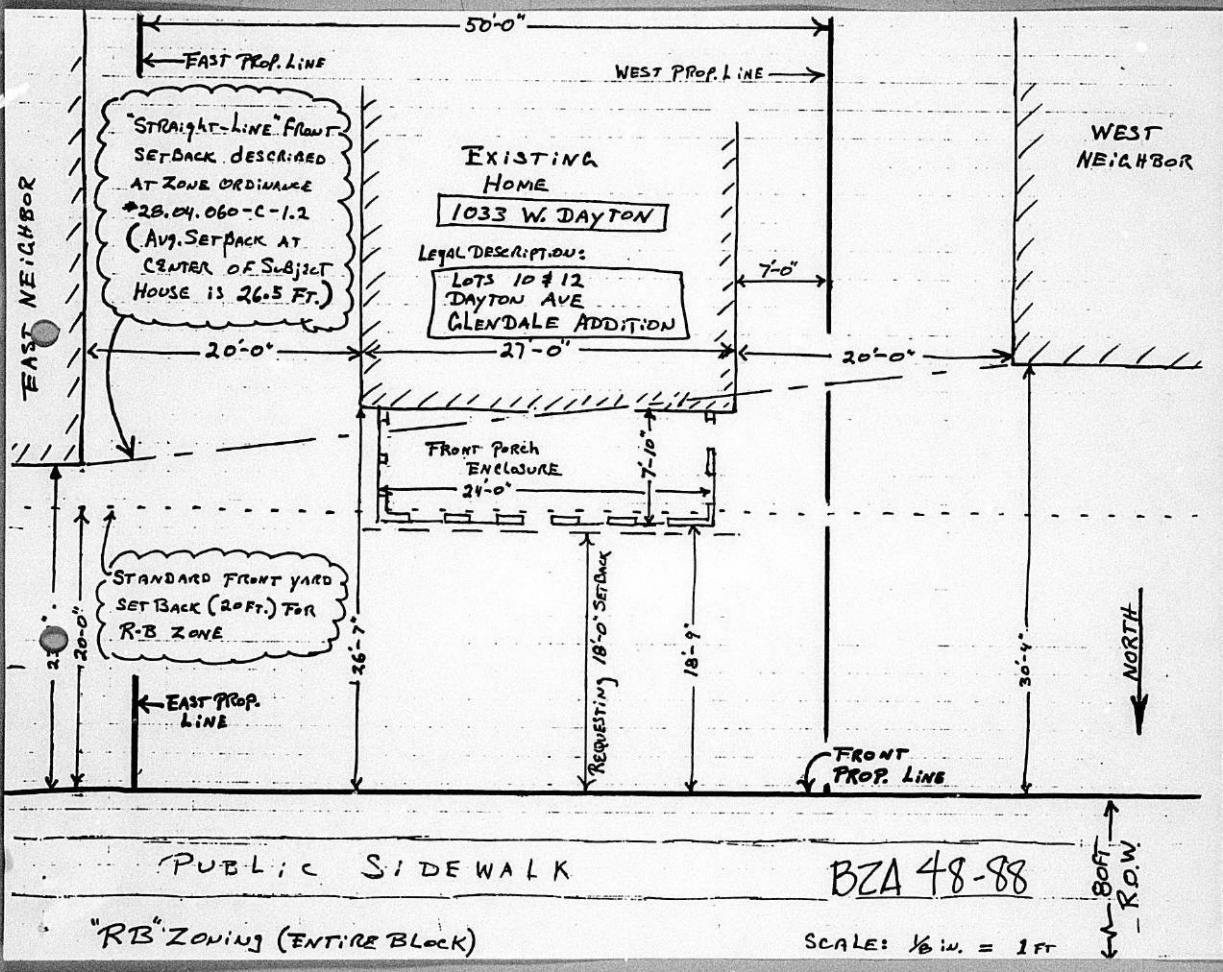 50'-0"
EAST PROP. LINE
WEST PROP. LINE
"STRAIGHT-LINE" FRONT
SETBACK DESCRIBED
AT ZONE ORDINANCE
#28.04.060-C-1.2
(AVG. SETBACK AT
CENTER OF SUBJECT
HOUSE IS 26.5 FT.)
EXISTING
HOME
1033 W. DAYTON
LEGAL DESCRIPTION:
LOTS 10 & 12
DAYTON AVE
GLENDALE ADDITION
WEST
NEIGHBOR
EAST NEIGHBOR
7'-0"
20'-0"
27'-0"
20'-0"
FRONT PORCH
ENCLOSURE
24'-0"
7'-10"
STANDARD FRONT YARD
SETBACK (20 FT.) FOR
R-B ZONE
20'-0"
26'-7"
REQUESTING 18'-0" SETBACK
18'-9"
30'-4"
NORTH
EAST PROP.
LINE
FRONT
PROP. LINE
PUBLIC SIDEWALK
BZA 48-88
80FT
R.O.W.
"RB" ZONING (ENTIRE BLOCK)
SCALE: 1/8 IN. = 1 FT